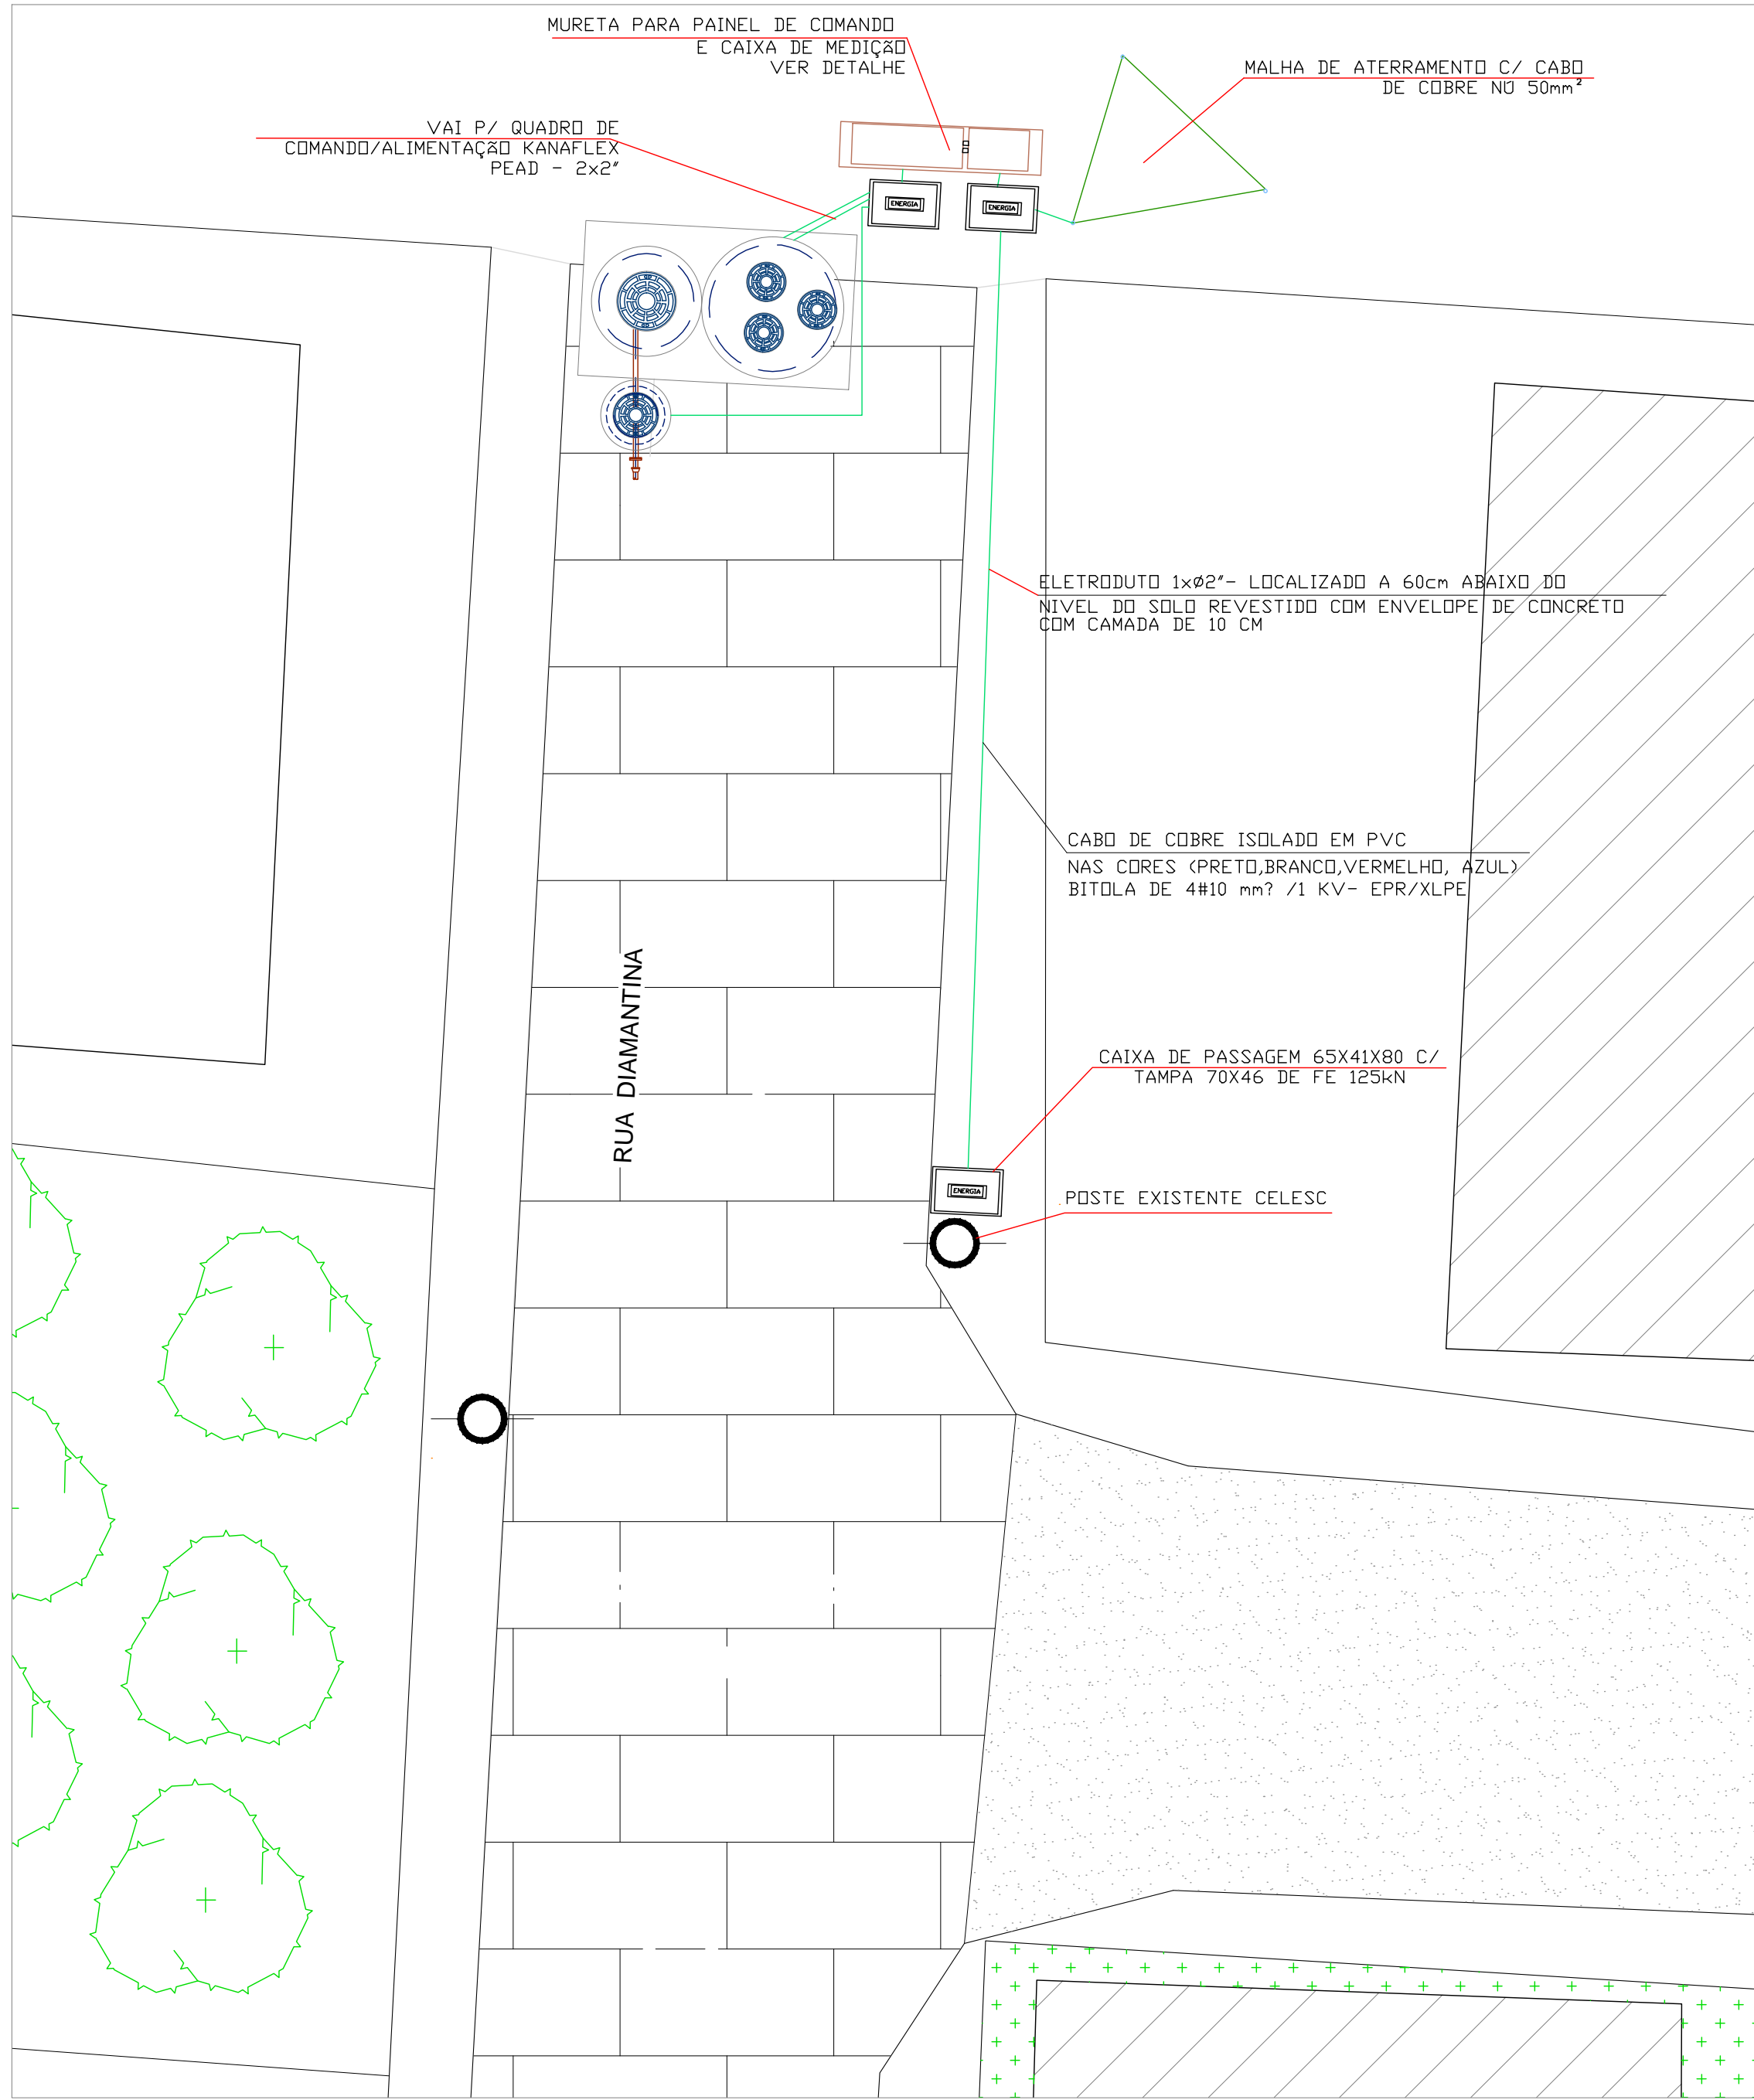 MURETA PARA PAINEL DE COMANDO
E CAIXA DE MEDIÇÃO
VER DETALHE
MALHA DE ATERRAMENTO C/ CABO
DE COBRE NÚ 50mm²
VAI P/ QUADRO DE
COMANDO/ALIMENTAÇÃO KANAFLEX
PEAD - 2x2"
ENERGIA
ENERGIA
ELETRODUTO 1xØ2"- LOCALIZADO A 60cm ABAIXO DO
NIVEL DO SOLO REVESTIDO COM ENVELOPE DE CONCRETO
COM CAMADA DE 10 CM
CABO DE COBRE ISOLADO EM PVC
NAS CORES (PRETO,BRANCO,VERMELHO, AZUL)
BITOLA DE 4#10 mm? /1 KV- EPR/XLPE
RUA DIAMANTINA
CAIXA DE PASSAGEM 65X41X80 C/
TAMPA 70X46 DE FE 125kN
ENERGIA
POSTE EXISTENTE CELESC